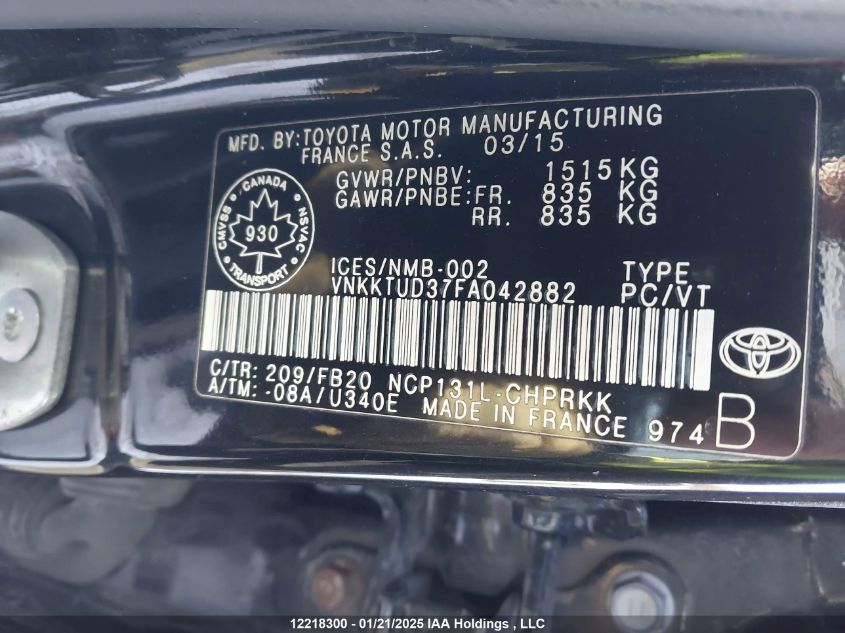 MFD. BY:TOYOTA MOTOR MANUFACTURING
FRANCE S.A.S. 03/15
GVWR/PNBV: 1515KG
GAWR/PNBE:FR. 835 KG
RR. 835 KG
CANADA
CMVSS 930 NSVAC
TRANSPORT
ICES/NMB-002 TYPE
VNKKTUD37FA042882 PC/VT
C/TR: 209/FB20 NCP131L-CHPRKK
A/TM: -08A/U340E MADE IN FRANCE 974 B
12218300 - 01/21/2025 IAA Holdings , LLC